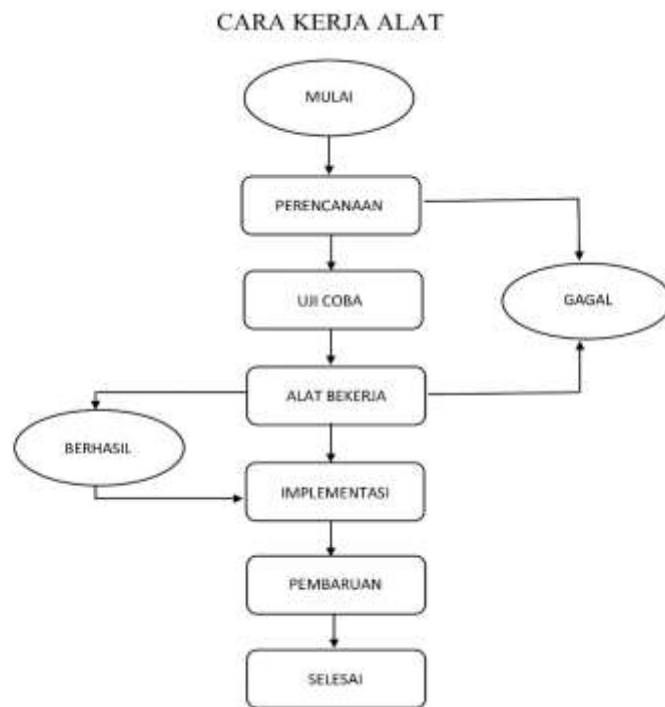 CARA KERJA ALAT
MULAI
PERENCANAAN
UJI COBA
GAGAL
ALAT BEKERJA
BERHASIL
IMPLEMENTASI
PEMBARUAN
SELESAI